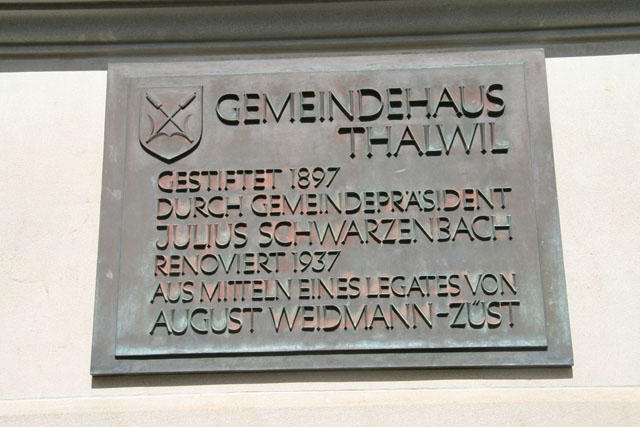 GEMEINDEHAUS
THALWIL
GESTIFTET 1897
DURCH GEMEINDEPRÄSIDENT
JULIUS SCHWARZENBACH
RENOVIERT 1937
AUS MITTELN EINES LEGATES VON
AUGUST WEIDMANN-ZÜST